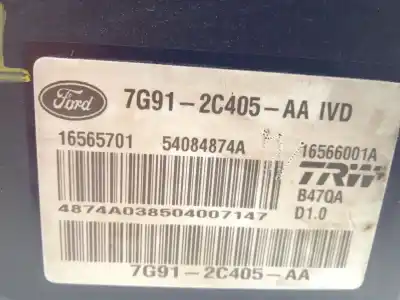 Ford
7G91-2C405-AA IVD
16565701 54084874A 16566001A
TRW
B47QA
4874A038504007147 D1.0
7G91-2C405-AA